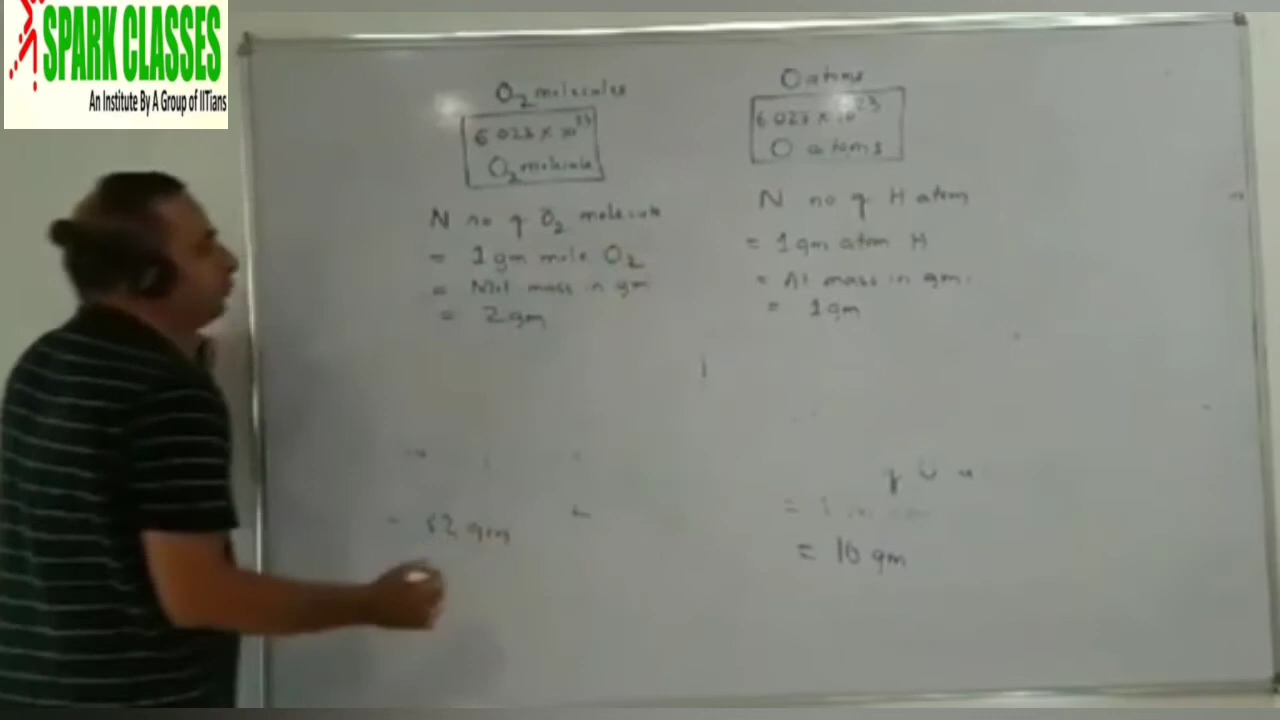 SPARK CLASSES
An Institute By A Group of IITians
O2 molecules
6.023 × 10^23
O2 molecule
N no of O2 molecule
= 1 gm mole O2
= Mol mass in gm
= 2 gm
gm
O atoms
6.023 × 10^23
O atoms
N no of H atom
= 1 gm atom H
= At mass in gm.
= 1 gm
= 16 gm